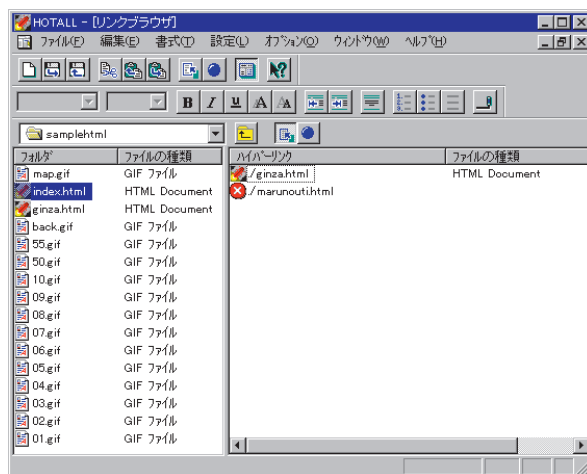 HOTALL - [リンクブラウザ]
ファイル(F) 編集(E) 書式(T) 設定(L) オプション(O) ウィンドウ(W) ヘルプ(H)
B I U A A
samplehtml
フォルダ ファイルの種類 ハイパーリンク ファイルの種類
map.gif GIF ファイル ./ginza.html HTML Document
index.html HTML Document ./marunouti.html
ginza.html HTML Document
back.gif GIF ファイル
55.gif GIF ファイル
50.gif GIF ファイル
10.gif GIF ファイル
09.gif GIF ファイル
08.gif GIF ファイル
07.gif GIF ファイル
06.gif GIF ファイル
05.gif GIF ファイル
04.gif GIF ファイル
03.gif GIF ファイル
02.gif GIF ファイル
01.gif GIF ファイル